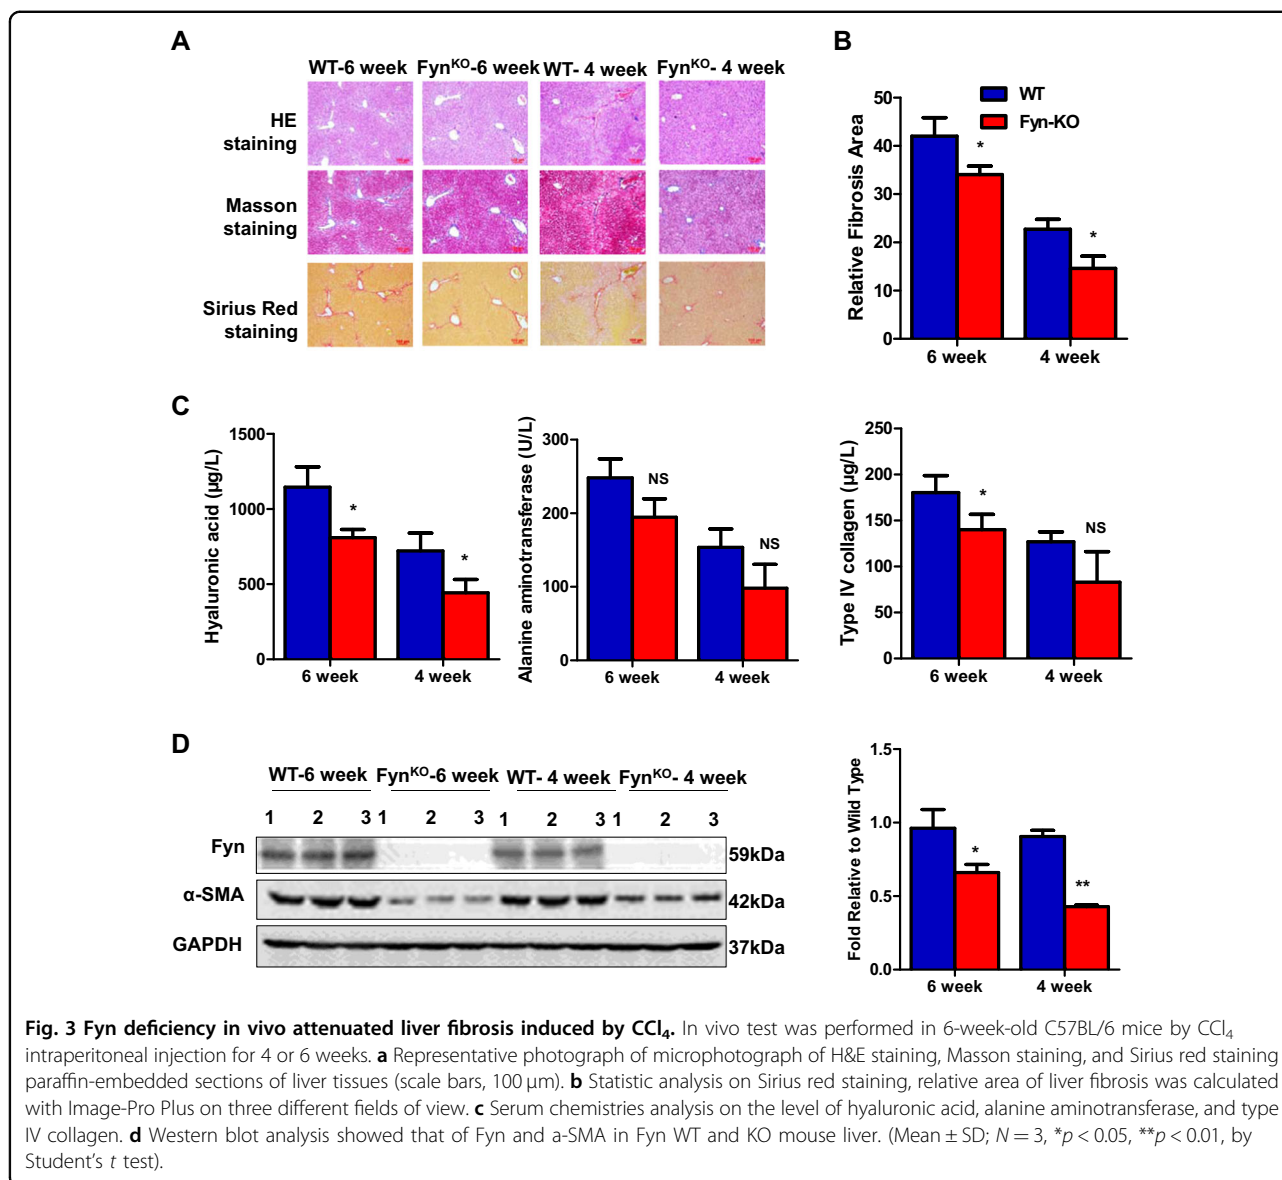 A
WT-6 week FynKO-6 week WT- 4 week FynKO- 4 week
HE
staining
Masson
staining
Sirius Red
staining
B
WT
Fyn-KO
Relative Fibrosis Area
50
40
30
20
10
0
*
*
6 week 4 week
C
Hyaluronic acid (µg/L)
1500
1000
500
0
*
*
6 week 4 week
Alanine aminotransferase (U/L)
300
200
100
0
NS
NS
6 week 4 week
Type IV collagen (µg/L)
250
200
150
100
50
0
*
NS
6 week 4 week
D
WT-6 week FynKO-6 week WT- 4 week FynKO- 4 week
1 2 3 1 2 3 1 2 3 1 2 3
Fyn 59kDa
α-SMA 42kDa
GAPDH 37kDa
Fold Relative to Wild Type
1.5
1.0
0.5
0.0
*
**
6 week 4 week
Fig. 3 Fyn deficiency in vivo attenuated liver fibrosis induced by CCl4. In vivo test was performed in 6-week-old C57BL/6 mice by CCl4
intraperitoneal injection for 4 or 6 weeks. a Representative photograph of microphotograph of H&E staining, Masson staining, and Sirius red staining
paraffin-embedded sections of liver tissues (scale bars, 100 µm). b Statistic analysis on Sirius red staining, relative area of liver fibrosis was calculated
with Image-Pro Plus on three different fields of view. c Serum chemistries analysis on the level of hyaluronic acid, alanine aminotransferase, and type
IV collagen. d Western blot analysis showed that of Fyn and a-SMA in Fyn WT and KO mouse liver. (Mean ± SD; N = 3, *p < 0.05, **p < 0.01, by
Student's t test).